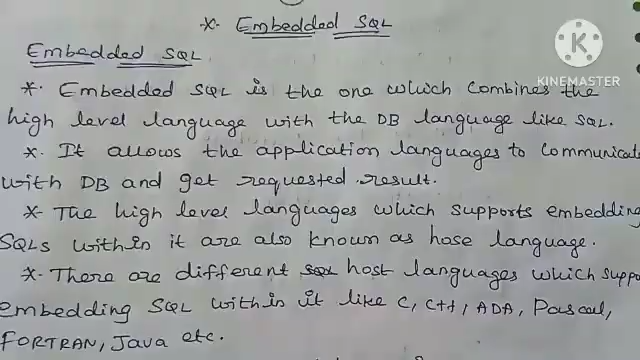 * Embedded SQL
Embedded SQL
KINEMASTER
* Embedded SQL is the one which combines the
high level language with the DB language like SQL.
* It allows the application languages to communicate
with DB and get requested result.
* The high level languages which supports embedding
SQLs within it are also known as hose language.
* There are different SQL host languages which suppo
embedding SQL within it like C, C++, ADA, Pascal,
FORTRAN, Java etc.